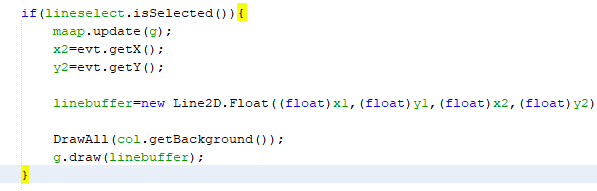 if(lineselect.isSelected()){
maap.update(g);
x2=evt.getX();
y2=evt.getY();
linebuffer=new Line2D.Float((float)x1,(float)y1,(float)x2,(float)y2)
DrawAll(col.getBackground());
g.draw(linebuffer);
}